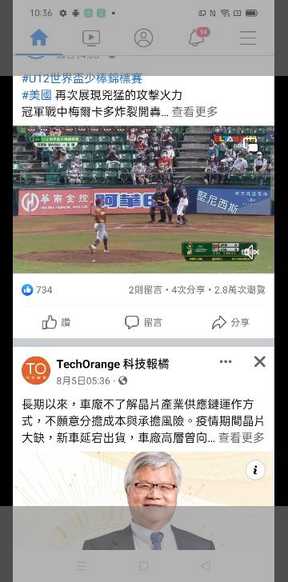 10:36
54
#U12世界盃少棒錦標賽
#美國 再次展現兇猛的攻擊火力
冠軍戰中梅爾卡多炸裂開轟... 查看更多
華南金控
阿華田
堅尼西斯
734
2則留言・4次分享・2.8萬次瀏覽
讚
留言
分享
TO
TechOrange 科技報橘
8月5日05:36
長期以來，車廠不了解晶片產業供應鏈運作方
式，不願意分擔成本與承擔風險。疫情期間晶片
大缺，新車延宕出貨，車廠高層曾向... 查看更多